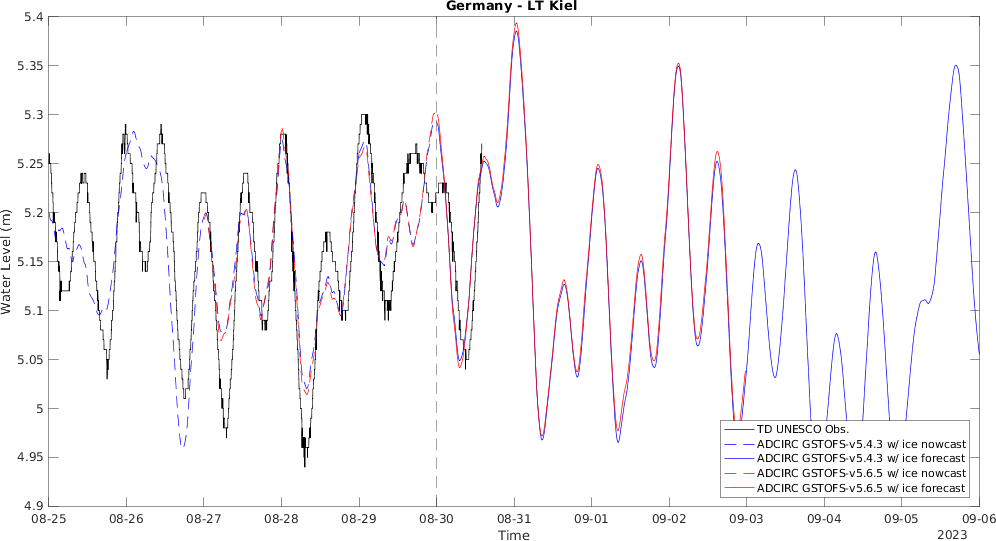 Germany - LT Kiel
5.4
5.35
5.3
5.25
5.2
5.15
5.1
5.05
5
4.95
4.9
Water Level (m)
TD UNESCO Obs.
ADCIRC GSTOFS-v5.4.3 w/ ice nowcast
ADCIRC GSTOFS-v5.4.3 w/ ice forecast
ADCIRC GSTOFS-v5.6.5 w/ ice nowcast
ADCIRC GSTOFS-v5.6.5 w/ ice forecast
08-25 08-26 08-27 08-28 08-29 08-30 08-31 09-01 09-02 09-03 09-04 09-05 09-06
Time
2023